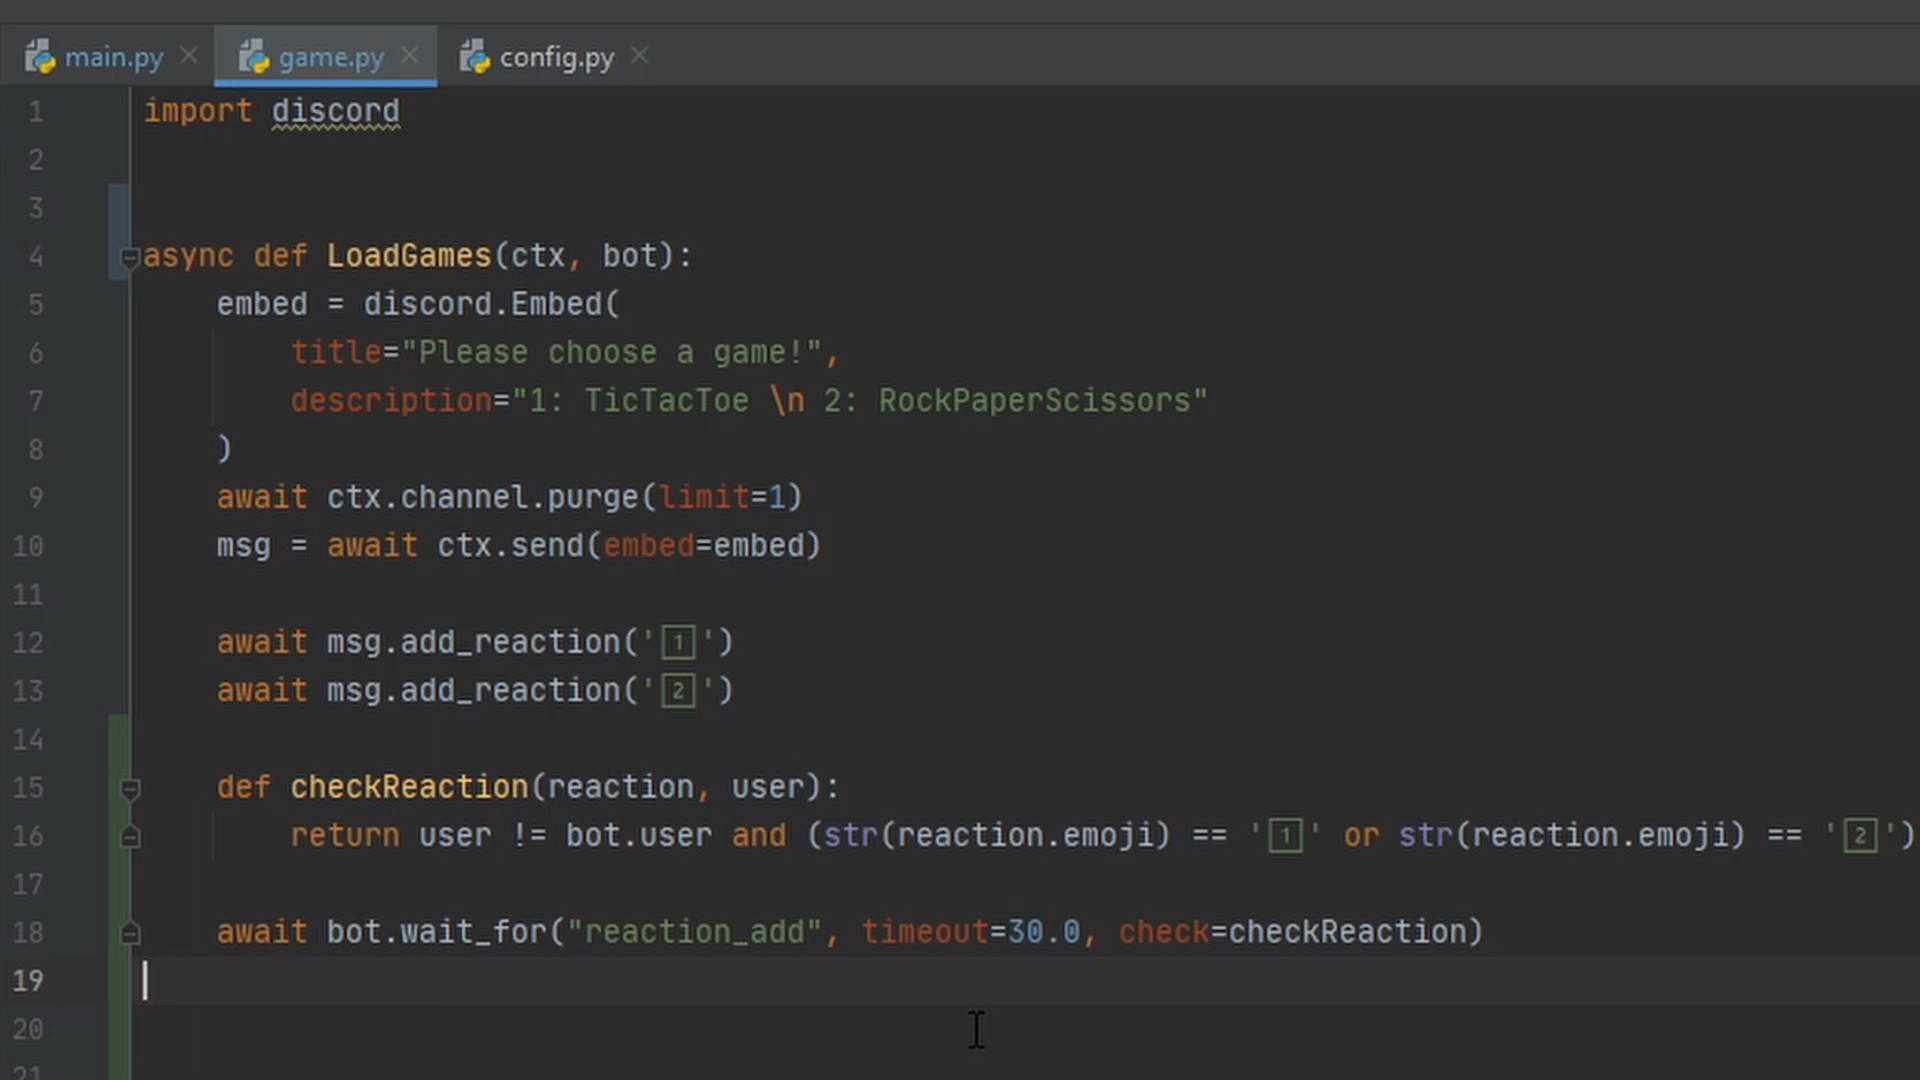 main.py game.py config.py
1 import discord
2
3
4 async def LoadGames(ctx, bot):
5     embed = discord.Embed(
6         title="Please choose a game!",
7         description="1: TicTacToe \n 2: RockPaperScissors"
8     )
9     await ctx.channel.purge(limit=1)
10     msg = await ctx.send(embed=embed)
11
12     await msg.add_reaction('1️⃣')
13     await msg.add_reaction('2️⃣')
14
15     def checkReaction(reaction, user):
16         return user != bot.user and (str(reaction.emoji) == '1️⃣' or str(reaction.emoji) == '2️⃣')
17
18     await bot.wait_for("reaction_add", timeout=30.0, check=checkReaction)
19
20
21